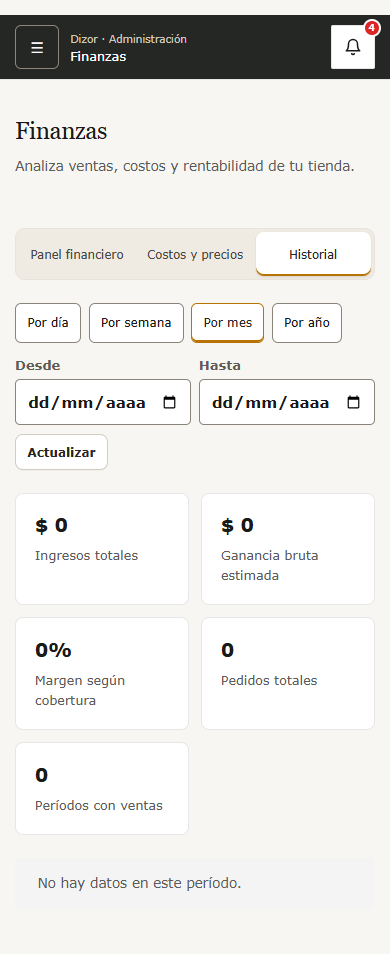 Dizor · Administración
Finanzas
4
Finanzas
Analiza ventas, costos y rentabilidad de tu tienda.
Panel financiero
Costos y precios
Historial
Por día
Por semana
Por mes
Por año
Desde
Hasta
dd/mm/aaaa
dd/mm/aaaa
Actualizar
$ 0
Ingresos totales
$ 0
Ganancia bruta
estimada
0%
Margen según
cobertura
0
Pedidos totales
0
Períodos con ventas
No hay datos en este período.